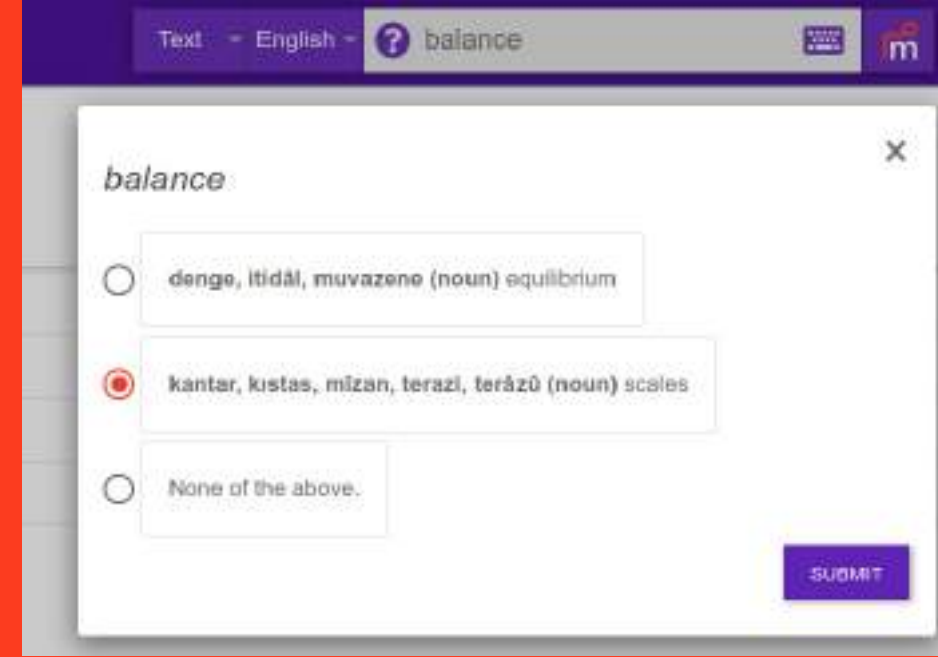 Text English ? balance m
balance
×
denge, itidâl, muvazene (noun) equilibrium
kantar, kıstas, mîzan, terazi, terâzû (noun) scales
None of the above.
SUBMIT